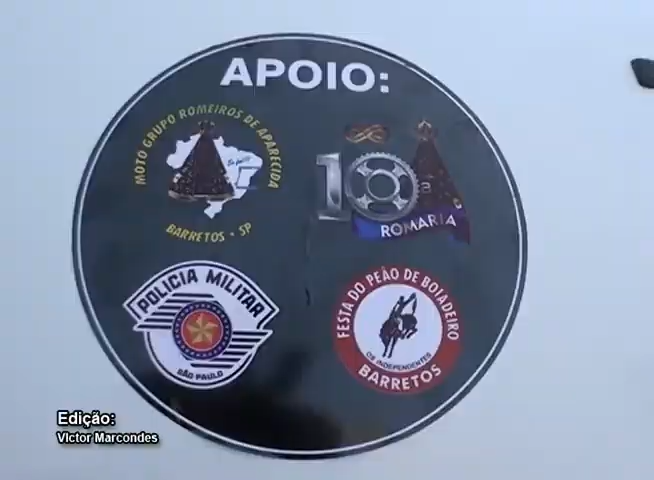 APOIO:
MOTO GRUPO ROMEIROS DE APARECIDA
BARRETOS • SP
10ª
ROMARIA
POLICIA MILITAR
SÃO PAULO
FESTA DO PEÃO DE BOIADEIRO
OS INDEPENDENTES
BARRETOS
Edição:
Victor Marcondes